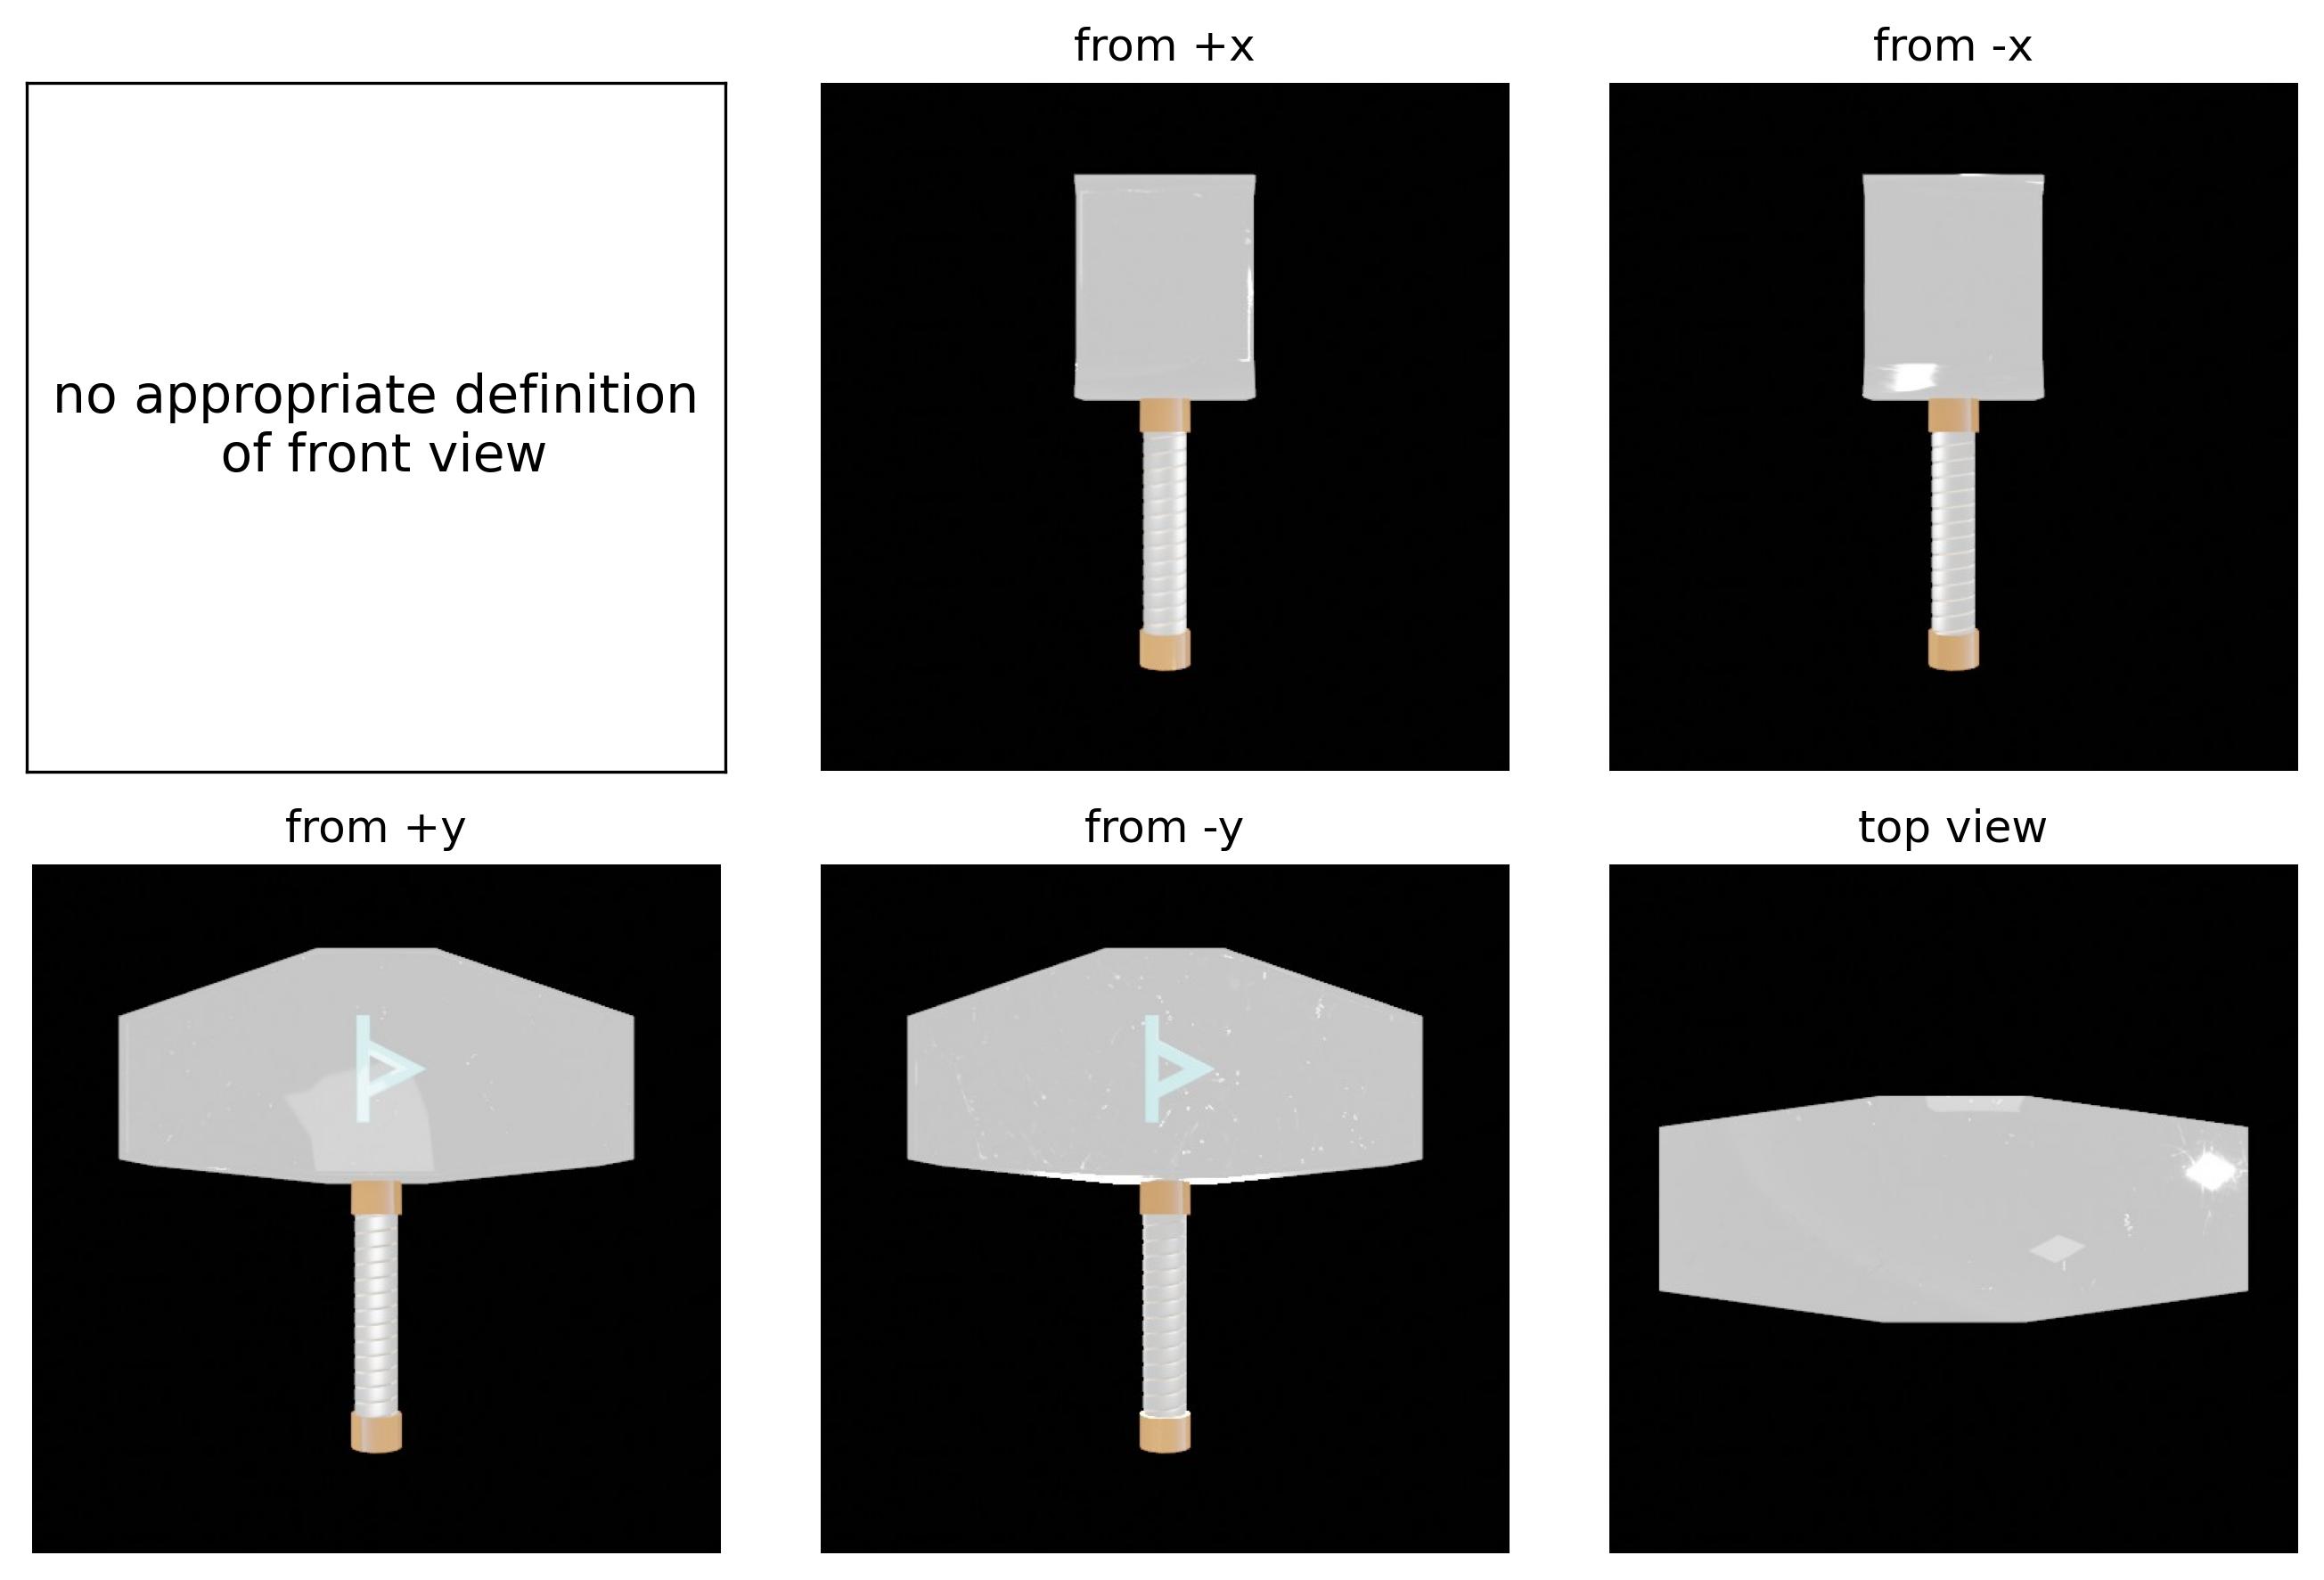 from +x
from -x
no appropriate definition
of front view
from +y
from -y
top view
ᚦ
ᚦ